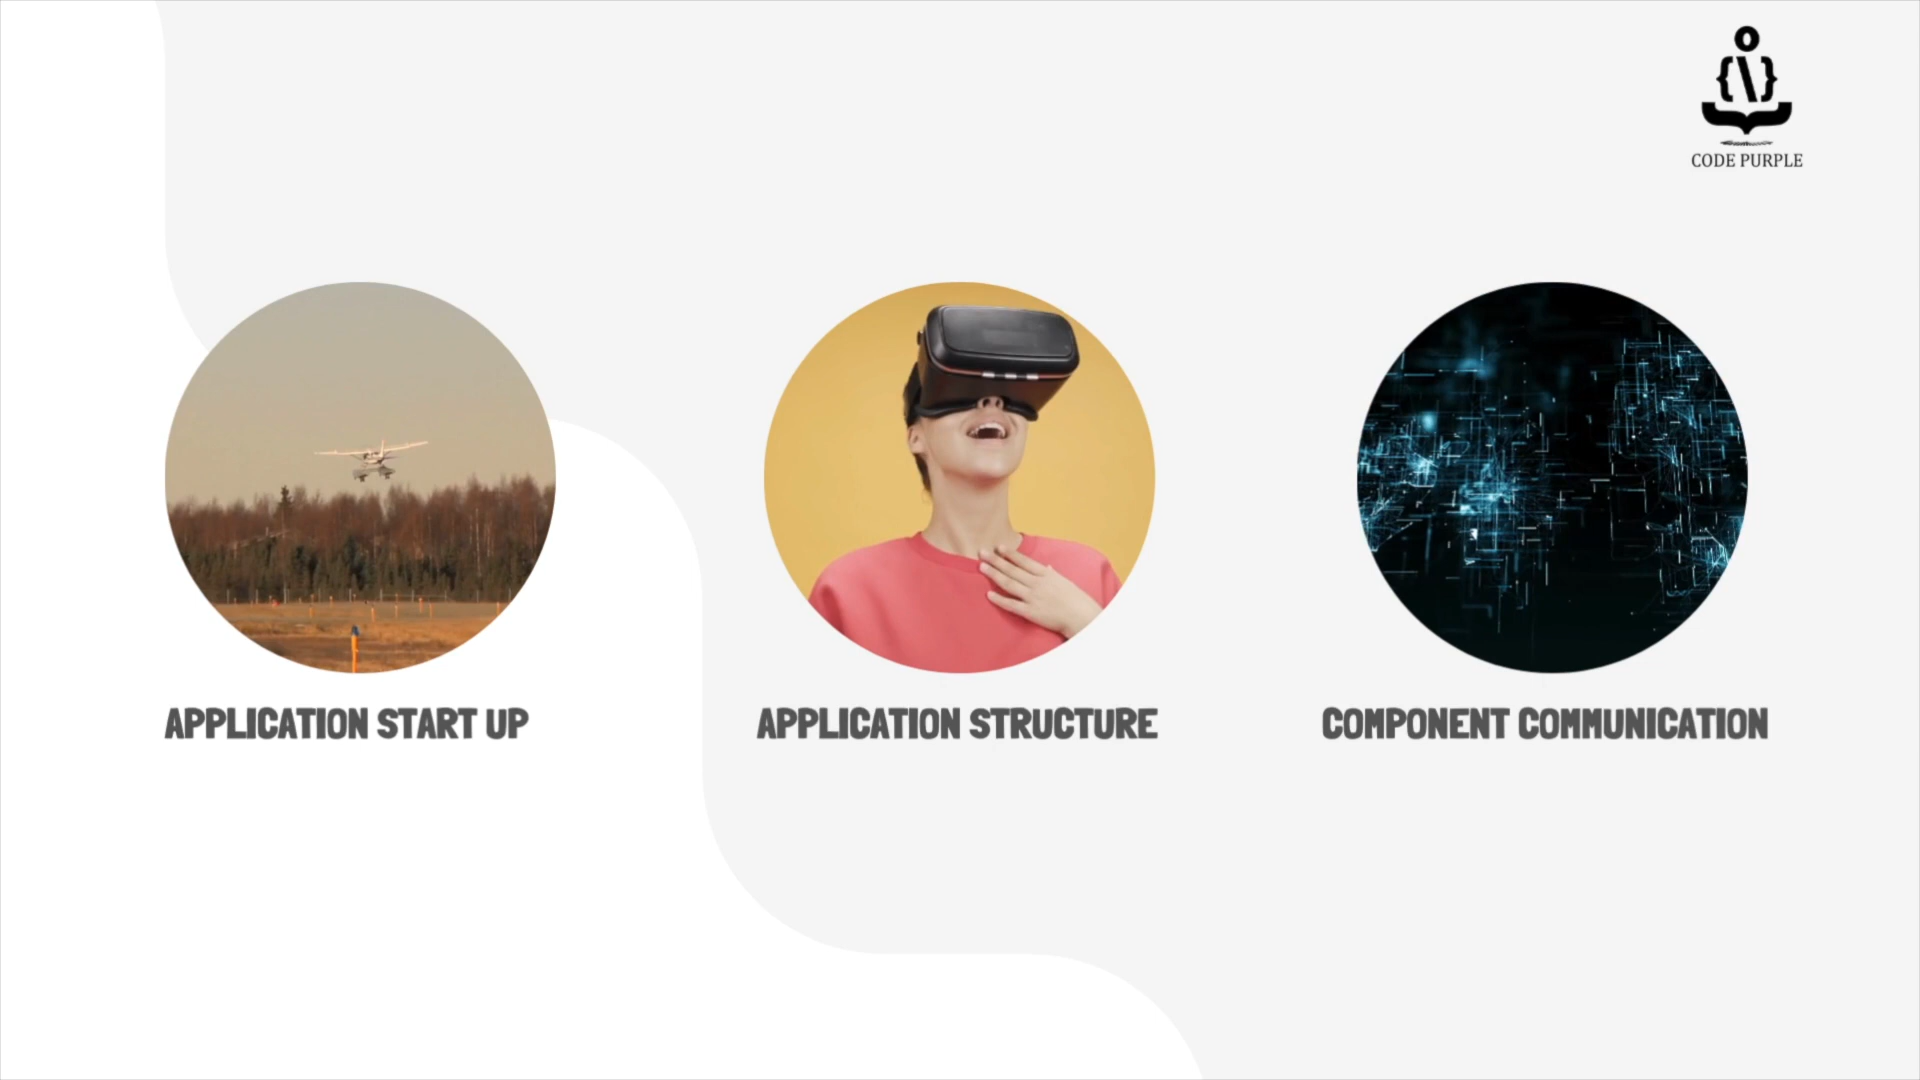 CODE PURPLE
APPLICATION START UP
APPLICATION STRUCTURE
COMPONENT COMMUNICATION